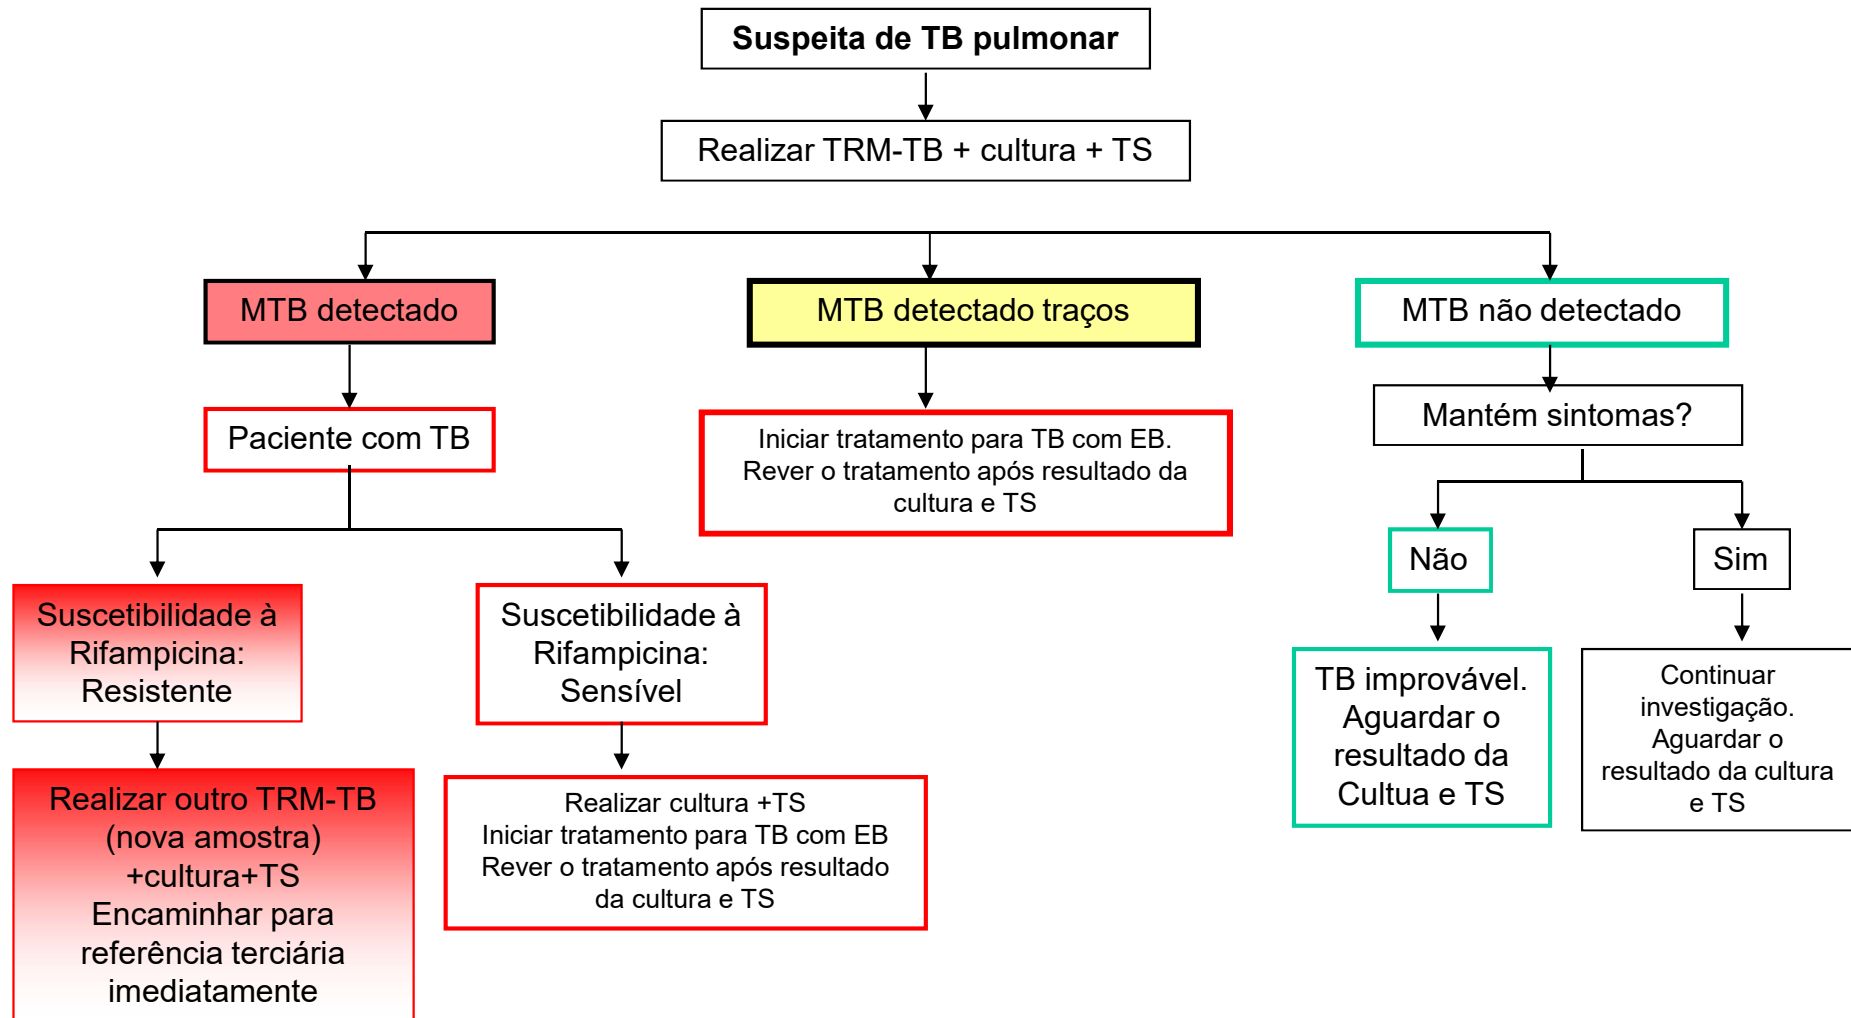 Suspeita de TB pulmonar
Realizar TRM-TB + cultura + TS
MTB detectado
MTB detectado traços
MTB não detectado
Paciente com TB
Iniciar tratamento para TB com EB.
Rever o tratamento após resultado da
cultura e TS
Mantém sintomas?
Não
Sim
Suscetibilidade à
Rifampicina:
Resistente
Suscetibilidade à
Rifampicina:
Sensível
TB improvável.
Aguardar o
resultado da
Cultua e TS
Continuar
investigação.
Aguardar o
resultado da cultura
e TS
Realizar outro TRM-TB
(nova amostra)
+cultura+TS
Encaminhar para
referência terciária
imediatamente
Realizar cultura +TS
Iniciar tratamento para TB com EB
Rever o tratamento após resultado
da cultura e TS